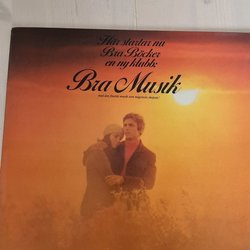 Här startar nu
Bra Böcker
en ny klubb:
Bra Musik